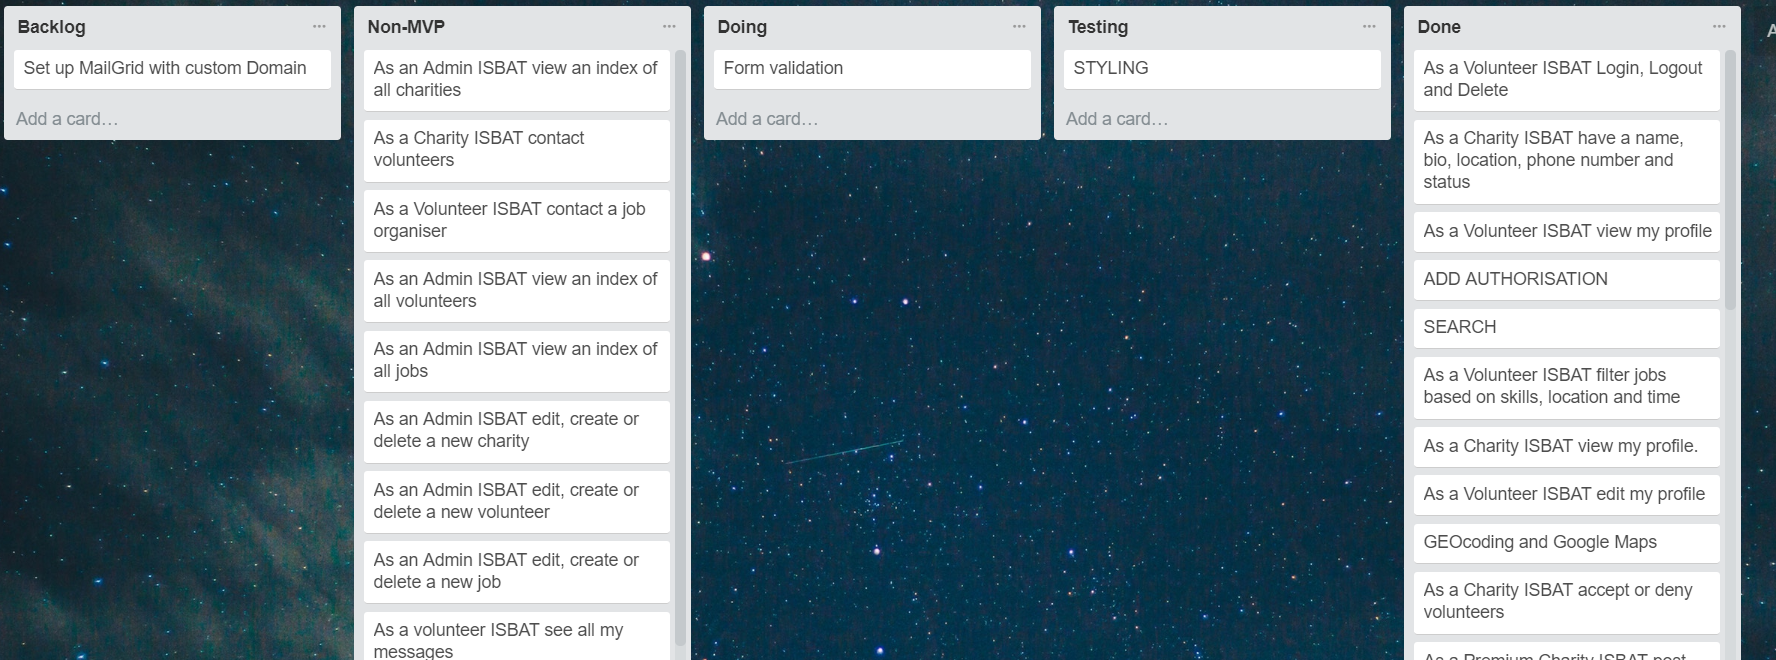 Backlog
Set up MailGrid with custom Domain
Add a card…
Non-MVP
As an Admin ISBAT view an index of
all charities
As a Charity ISBAT contact
volunteers
As a Volunteer ISBAT contact a job
organiser
As an Admin ISBAT view an index of
all volunteers
As an Admin ISBAT view an index of
all jobs
As an Admin ISBAT edit, create or
delete a new charity
As an Admin ISBAT edit, create or
delete a new volunteer
As an Admin ISBAT edit, create or
delete a new job
As a volunteer ISBAT see all my
messages
Doing
Form validation
Add a card…
Testing
STYLING
Add a card…
Done
As a Volunteer ISBAT Login, Logout
and Delete
As a Charity ISBAT have a name,
bio, location, phone number and
status
As a Volunteer ISBAT view my profile
ADD AUTHORISATION
SEARCH
As a Volunteer ISBAT filter jobs
based on skills, location and time
As a Charity ISBAT view my profile.
As a Volunteer ISBAT edit my profile
GEOcoding and Google Maps
As a Charity ISBAT accept or deny
volunteers
As a Premium Charity ISBAT post